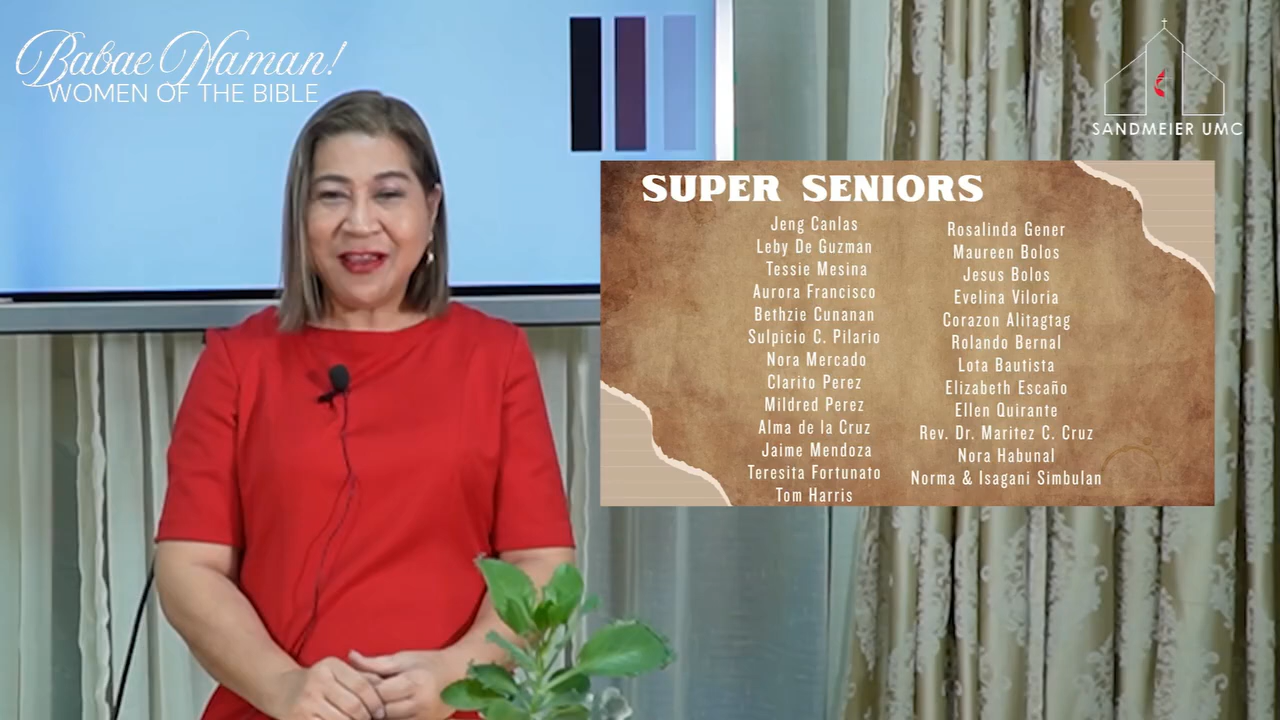 Babae Naman!
WOMEN OF THE BIBLE
SANDMEIER UMC
SUPER SENIORS
Jeng Canlas
Leby De Guzman
Tessie Mesina
Aurora Francisco
Bethzie Cunanan
Sulpicio C. Pilario
Nora Mercado
Clarito Perez
Mildred Perez
Alma de la Cruz
Jaime Mendoza
Teresita Fortunato
Tom Harris
Rosalinda Gener
Maureen Bolos
Jesus Bolos
Evelina Viloria
Corazon Alitagtag
Rolando Bernal
Lota Bautista
Elizabeth Escaño
Ellen Quirante
Rev. Dr. Maritez C. Cruz
Nora Habunal
Norma & Isagani Simbulan